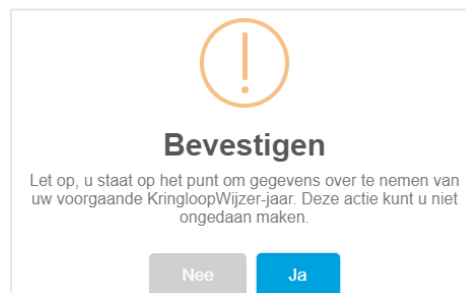 Bevestigen
Let op, u staat op het punt om gegevens over te nemen van
uw voorgaande KringloopWijzer-jaar. Deze actie kunt u niet
ongedaan maken.
Nee
Ja